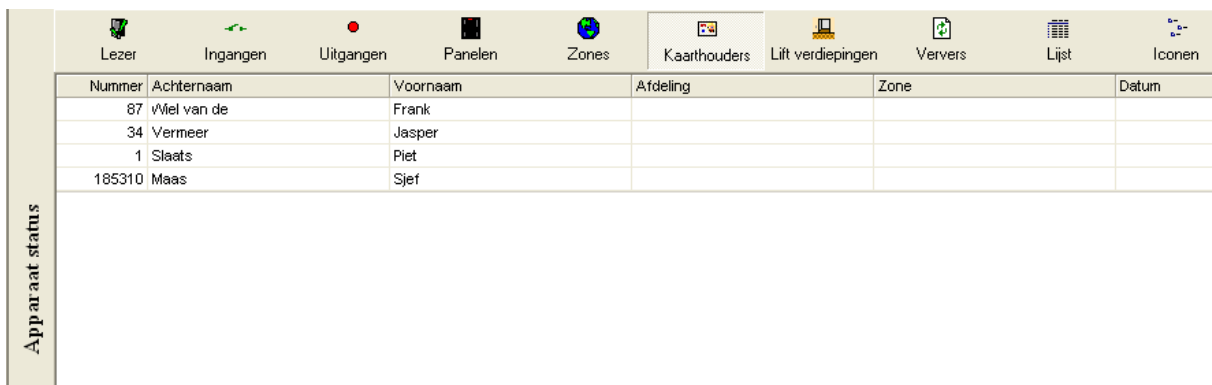 Lezer Ingangen Uitgangen Panelen Zones Kaarthouders Lift verdiepingen Ververs Lijst Iconen
Nummer Achternaam Voornaam Afdeling Zone Datum
87 Wiel van de Frank
34 Vermeer Jasper
1 Slaats Piet
185310 Maas Sjef
Apparaat status